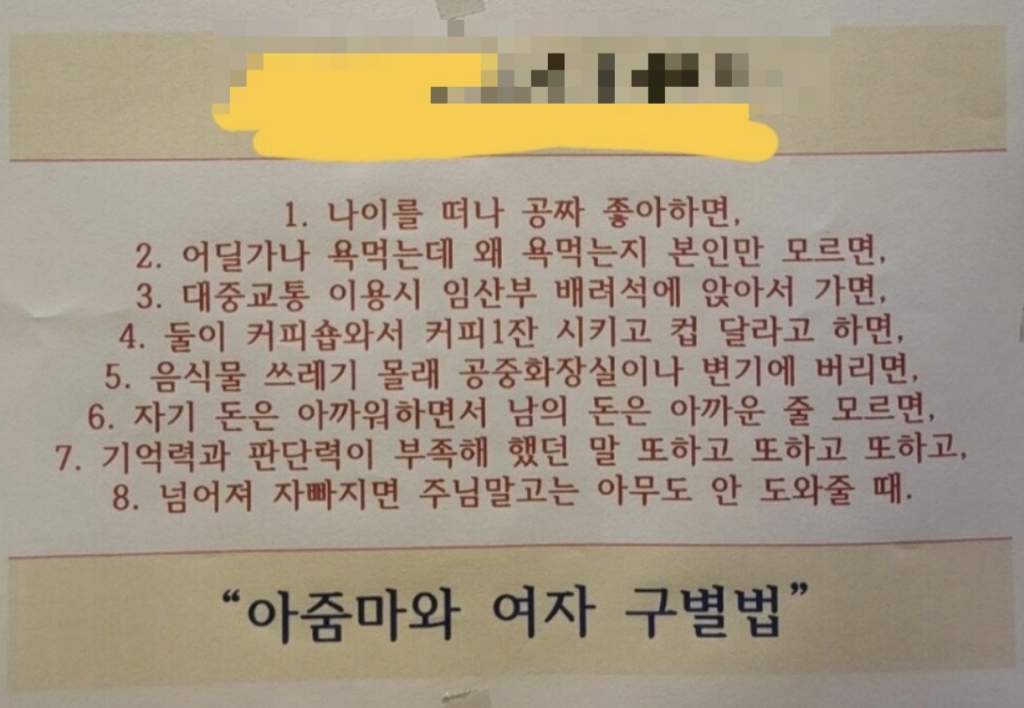 1. 나이를 떠나 공짜 좋아하면,
2. 어딜가나 욕먹는데 왜 욕먹는지 본인만 모르면,
3. 대중교통 이용시 임산부 배려석에 앉아서 가면,
4. 둘이 커피숍와서 커피1잔 시키고 컵 달라고 하면,
5. 음식물 쓰레기 몰래 공중화장실이나 변기에 버리면,
6. 자기 돈은 아까워하면서 남의 돈은 아까운 줄 모르면,
7. 기억력과 판단력이 부족해 했던 말 또하고 또하고 또하고,
8. 넘어져 자빠지면 주님말고는 아무도 안 도와줄 때.
“아줌마와 여자 구별법”